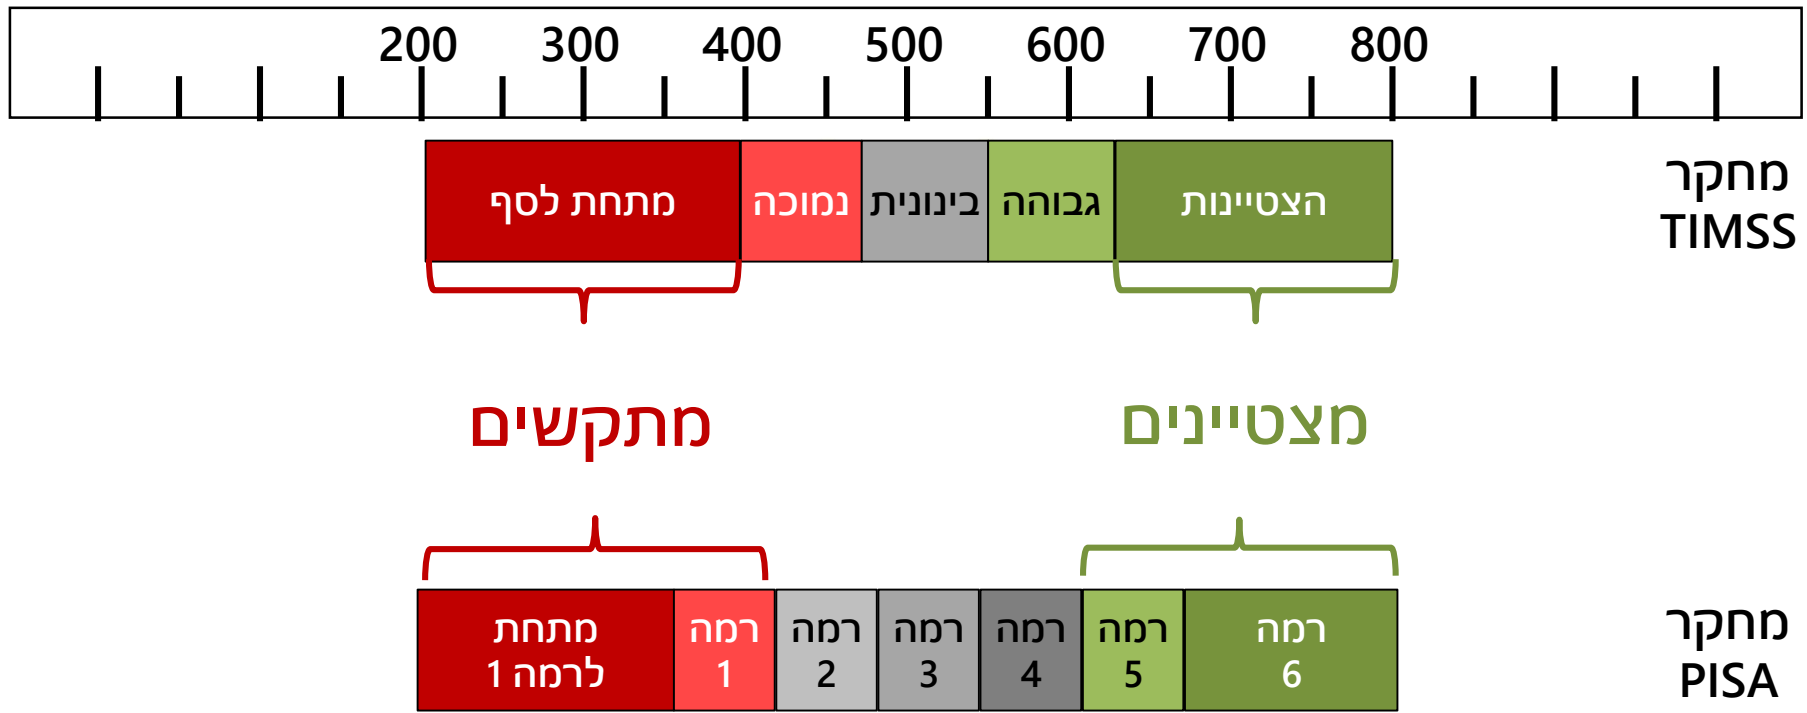 200 300 400 500 600 700 800
מחקר
TIMSS
מתחת לסף
נמוכה
בינונית
גבוהה
הצטיינות
מתקשים
מצטיינים
מתחת
לרמה 1
רמה
1
רמה
2
רמה
3
רמה
4
רמה
5
רמה
6
מחקר
PISA